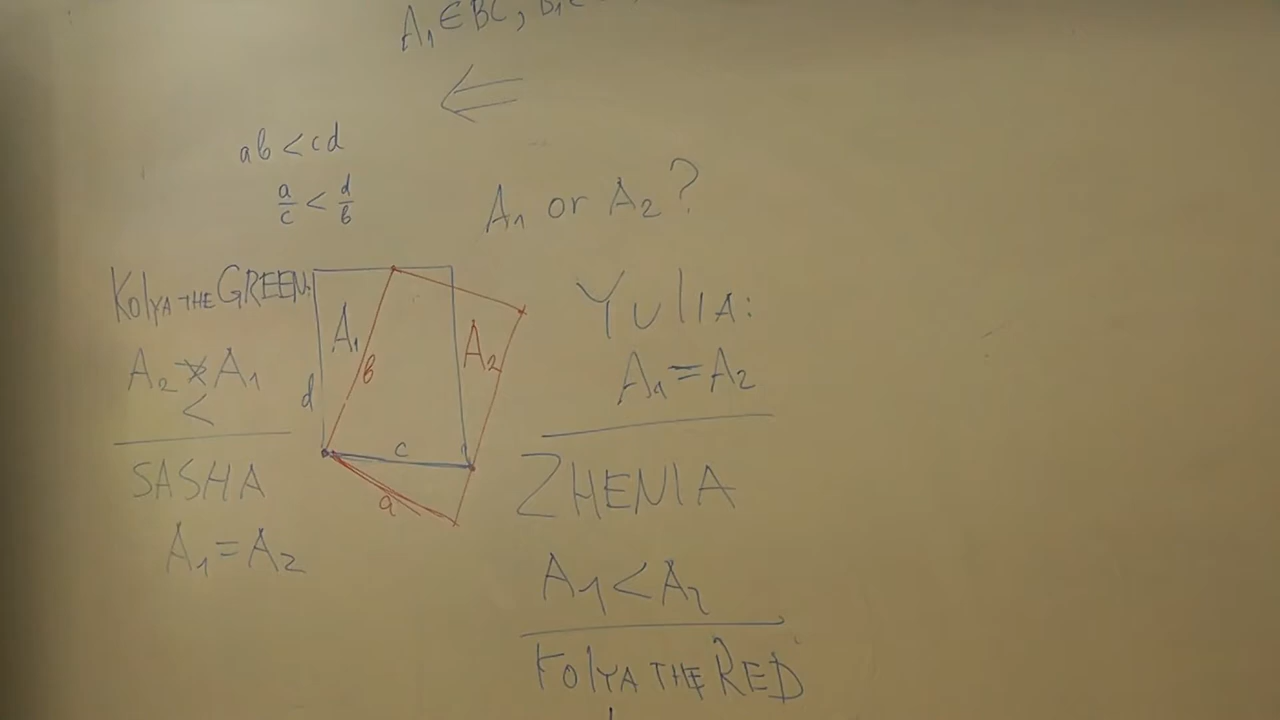 A₁ ∈ BC, B₁
⇐
ab < cd
a/c < d/b
A₁ or A₂?
KOLYA THE GREEN:
A₂ A₁
<
SASHA
A₁ = A₂
A₁
A₂
b
d
c
a
YULIA:
A₁ = A₂
ZHENIA
A₁ < A₂
KOLYA THE RED